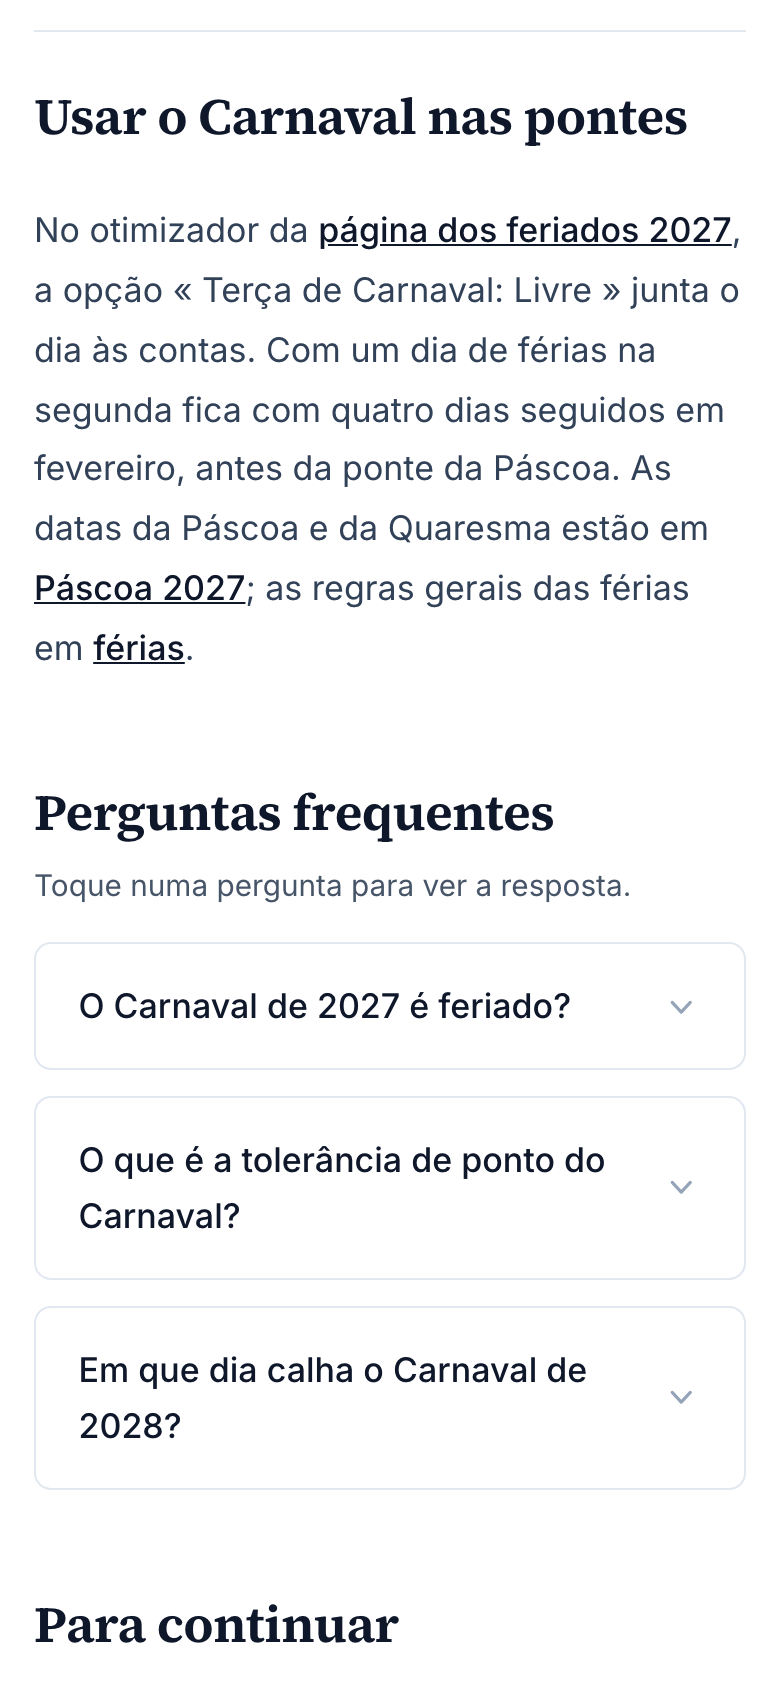 Usar o Carnaval nas pontes
No otimizador da página dos feriados 2027,
a opção « Terça de Carnaval: Livre » junta o
dia às contas. Com um dia de férias na
segunda fica com quatro dias seguidos em
fevereiro, antes da ponte da Páscoa. As
datas da Páscoa e da Quaresma estão em
Páscoa 2027; as regras gerais das férias
em férias.
Perguntas frequentes
Toque numa pergunta para ver a resposta.
O Carnaval de 2027 é feriado?
O que é a tolerância de ponto do
Carnaval?
Em que dia calha o Carnaval de
2028?
Para continuar